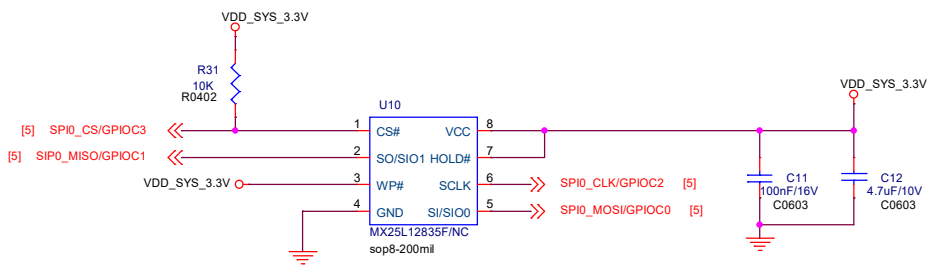 VDD_SYS_3.3V
R31
10K
R0402
VDD_SYS_3.3V
U10
[5] SPI0_CS/GPIOC3
1 CS# VCC 8
[5] SIP0_MISO/GPIOC1
2 SO/SIO1 HOLD# 7
VDD_SYS_3.3V
3 WP# SCLK 6
SPI0_CLK/GPIOC2 [5]
4 GND SI/SIO0 5
SPI0_MOSI/GPIOC0 [5]
MX25L12835F/NC
sop8-200mil
C11
100nF/16V
C0603
C12
4.7uF/10V
C0603